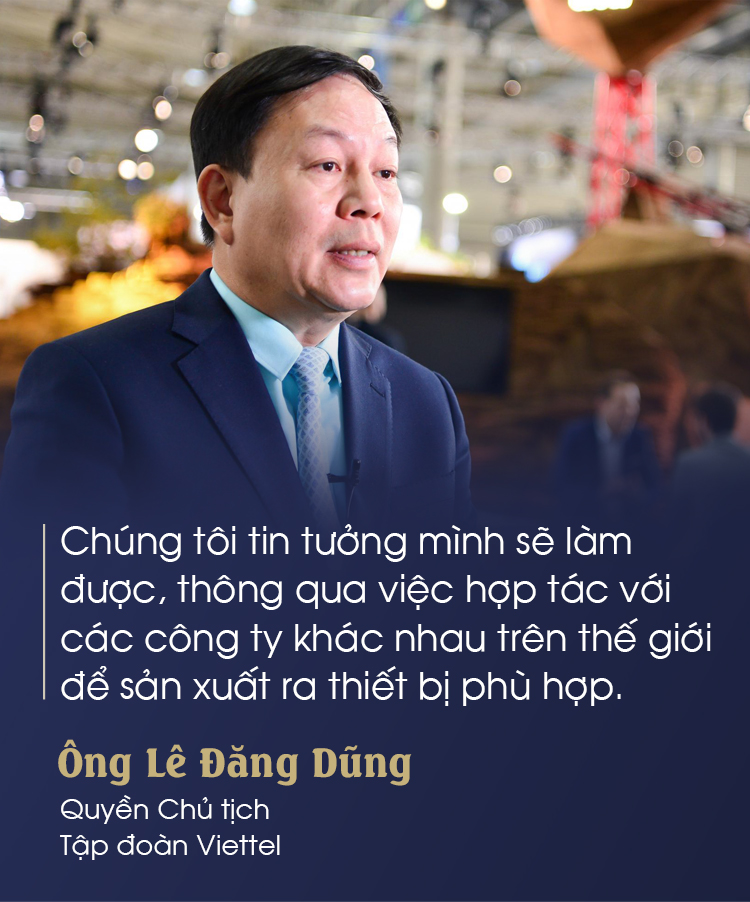 Chúng tôi tin tưởng mình sẽ làm
được, thông qua việc hợp tác với
các công ty khác nhau trên thế giới
để sản xuất ra thiết bị phù hợp.
Ông Lê Đăng Dũng
Quyền Chủ tịch
Tập đoàn Viettel